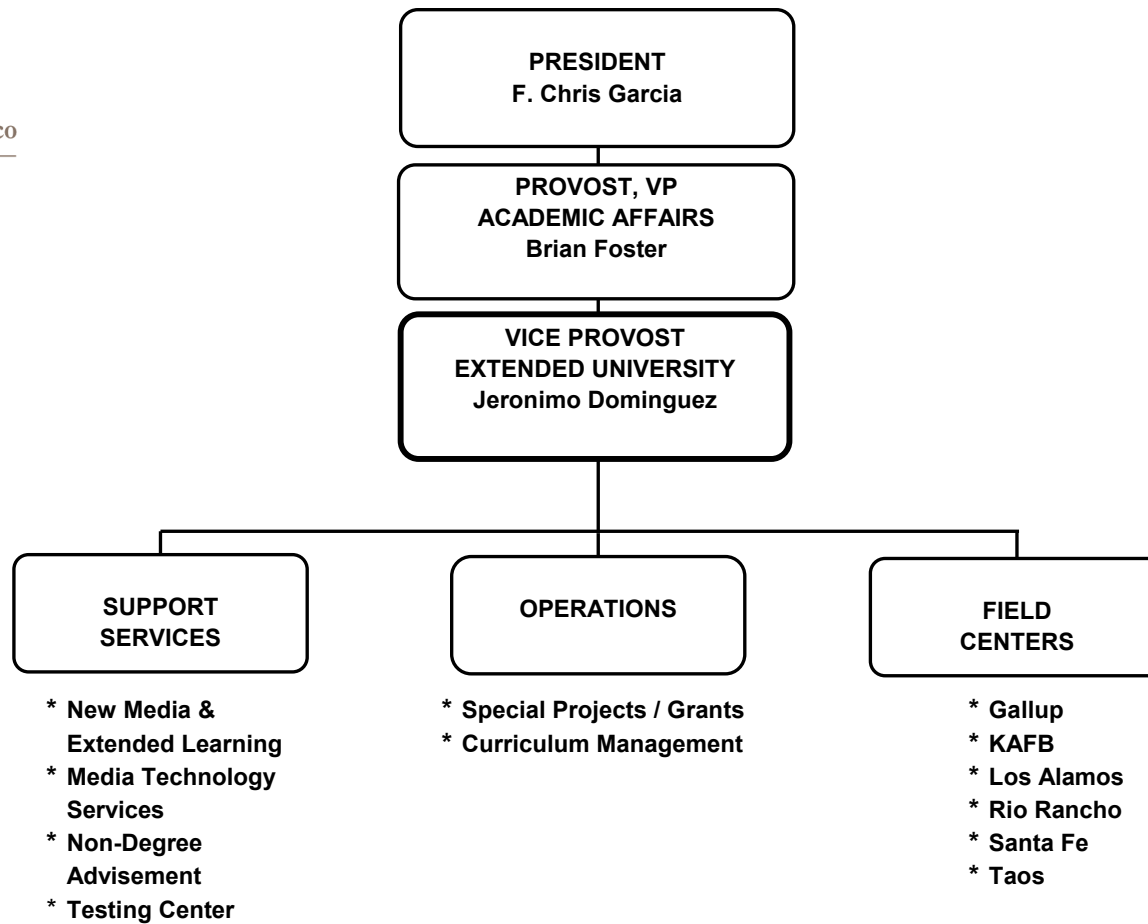 co
PRESIDENT
F. Chris Garcia
PROVOST, VP
ACADEMIC AFFAIRS
Brian Foster
VICE PROVOST
EXTENDED UNIVERSITY
Jeronimo Dominguez
SUPPORT
SERVICES
* New Media &
Extended Learning
* Media Technology
Services
* Non-Degree
Advisement
* Testing Center
OPERATIONS
* Special Projects / Grants
* Curriculum Management
FIELD
CENTERS
* Gallup
* KAFB
* Los Alamos
* Rio Rancho
* Santa Fe
* Taos